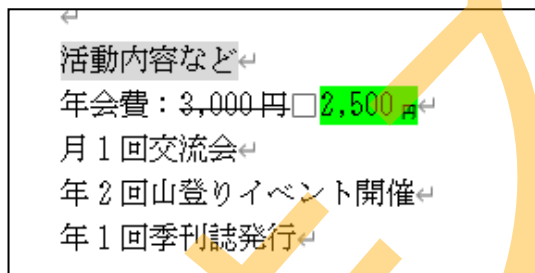 活動内容など
年会費：3,000円□2,500円
月1回交流会
年2回山登りイベント開催
年1回季刊誌発行